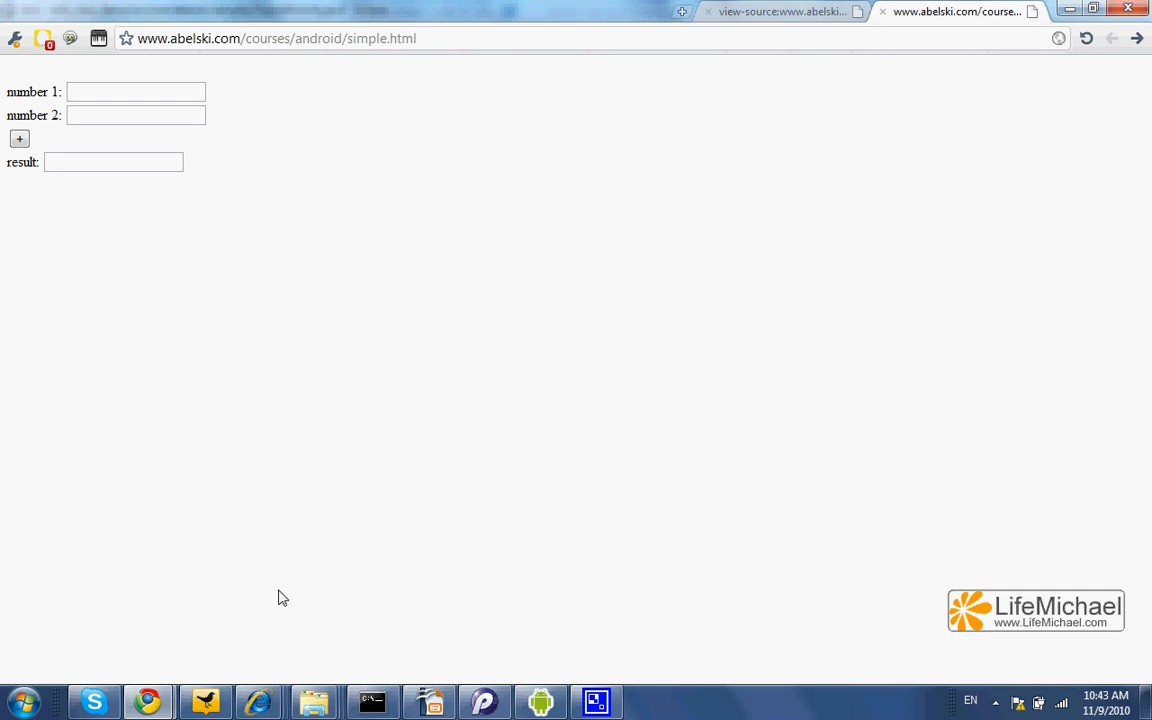 view-source:www.abelski...
www.abelski.com/course...
0
www.abelski.com/courses/android/simple.html
number 1:
number 2:
+
result:
LifeMichael
www.LifeMichael.com
C:\_
EN
10:43 AM
11/9/2010